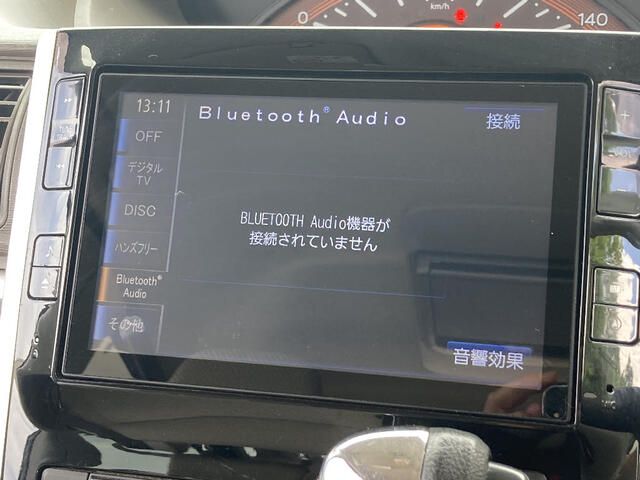 0
km/h
140
13:11
Bluetooth® Audio
接続
OFF
デジタル
TV
DISC
ハンズフリー
Bluetooth®
Audio
その他
BLUETOOTH Audio機器が
接続されていません
音響効果